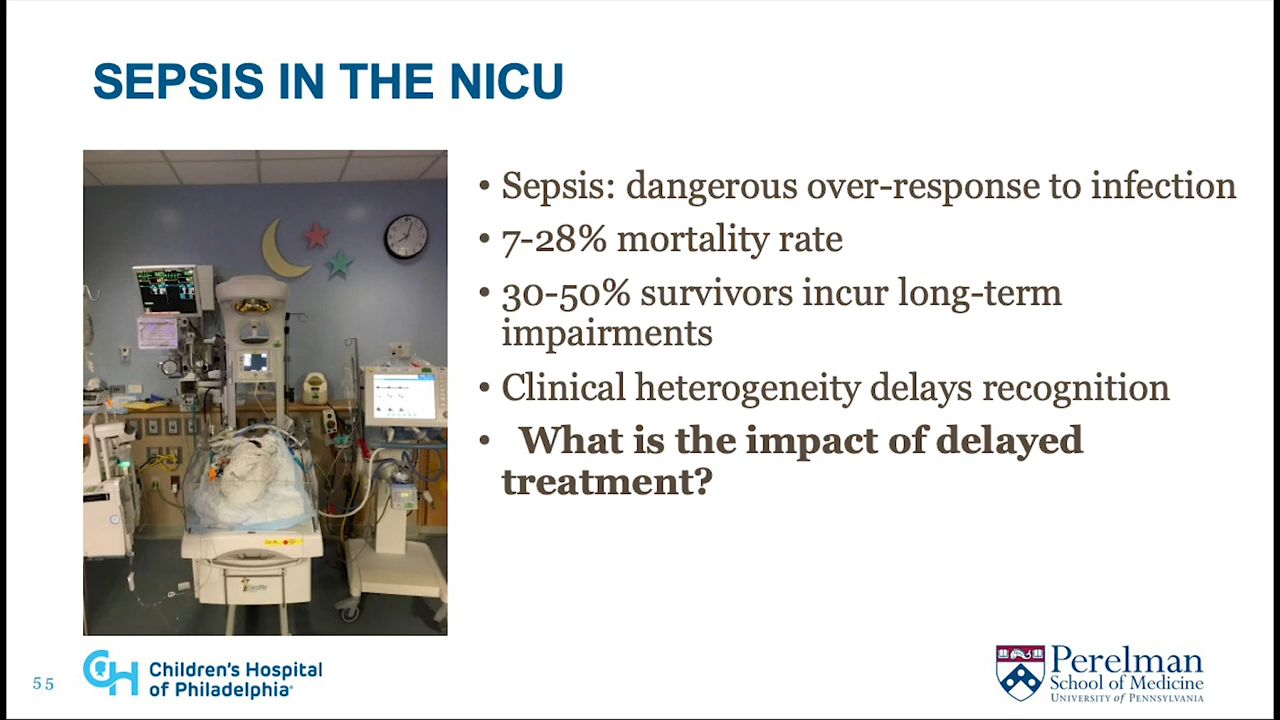 SEPSIS IN THE NICU
• Sepsis: dangerous over-response to infection
• 7-28% mortality rate
• 30-50% survivors incur long-term
impairments
• Clinical heterogeneity delays recognition
• What is the impact of delayed
treatment?
55
CH Children's Hospital
of Philadelphia®
Perelman
School of Medicine
UNIVERSITY of PENNSYLVANIA